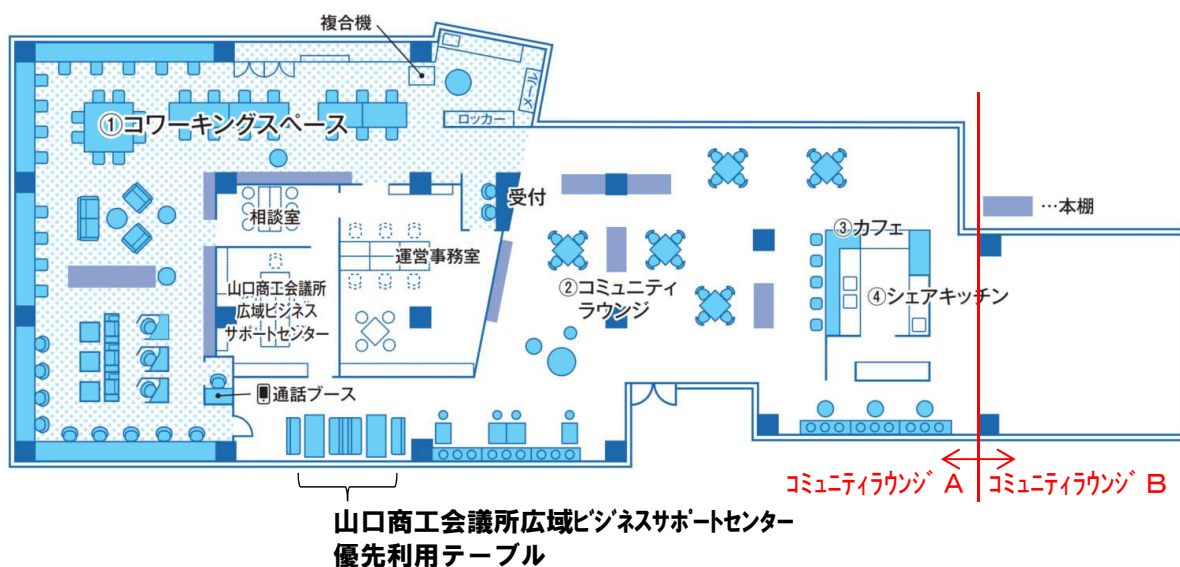 複合機
メール
ロッカー
①コワーキングスペース
受付
…本棚
相談室
③カフェ
運営事務室
②コミュニティ
ラウンジ
④シェアキッチン
山口商工会議所
広域ビジネス
サポートセンター
通話ブース
コミュニティラウンジ A
コミュニティラウンジ B
山口商工会議所広域ビジネスサポートセンター
優先利用テーブル